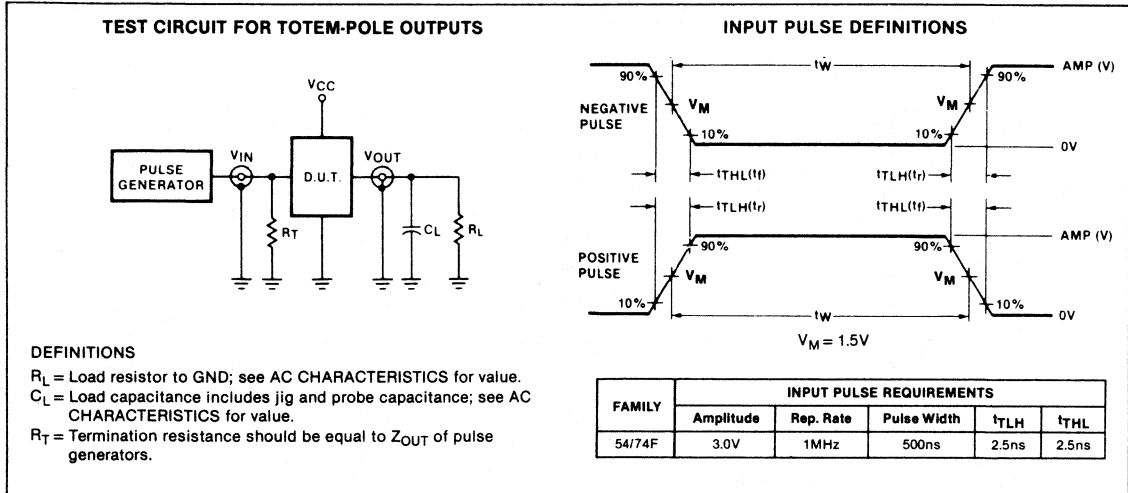 TEST CIRCUIT FOR TOTEM-POLE OUTPUTS
VCC
PULSE
GENERATOR
VIN
D.U.T.
VOUT
RT
CL
RL
DEFINITIONS
RL = Load resistor to GND; see AC CHARACTERISTICS for value.
CL = Load capacitance includes jig and probe capacitance; see AC
CHARACTERISTICS for value.
RT = Termination resistance should be equal to ZOUT of pulse
generators.
INPUT PULSE DEFINITIONS
tW
AMP (V)
90%
90%
NEGATIVE
PULSE
VM
VM
10%
10%
0V
tTHL(tf)
tTLH(tr)
tTLH(tr)
tTHL(tf)
AMP (V)
90%
90%
POSITIVE
PULSE
VM
VM
10%
10%
tW
0V
VM = 1.5V
FAMILY
INPUT PULSE REQUIREMENTS
Amplitude Rep. Rate Pulse Width tTLH tTHL
54/74F 3.0V 1MHz 500ns 2.5ns 2.5ns